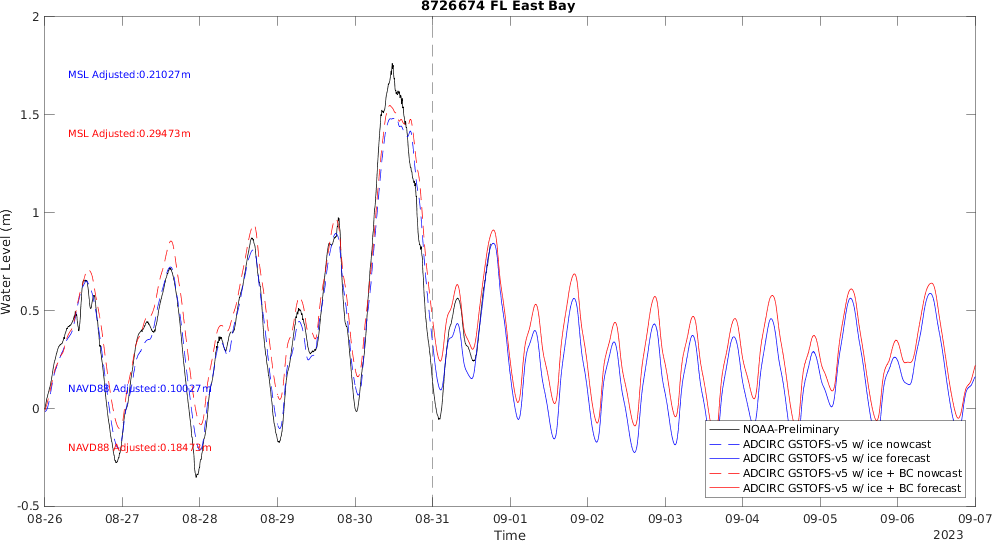 8726674 FL East Bay
2
MSL Adjusted:0.21027m
1.5
MSL Adjusted:0.29473m
1
Water Level (m)
0.5
NAVD88 Adjusted:0.10027m
0
NAVD88 Adjusted:0.18473m
NOAA-Preliminary
ADCIRC GSTOFS-v5 w/ ice nowcast
ADCIRC GSTOFS-v5 w/ ice forecast
ADCIRC GSTOFS-v5 w/ ice + BC nowcast
ADCIRC GSTOFS-v5 w/ ice + BC forecast
-0.5
08-26 08-27 08-28 08-29 08-30 08-31 09-01 09-02 09-03 09-04 09-05 09-06 09-07
Time
2023